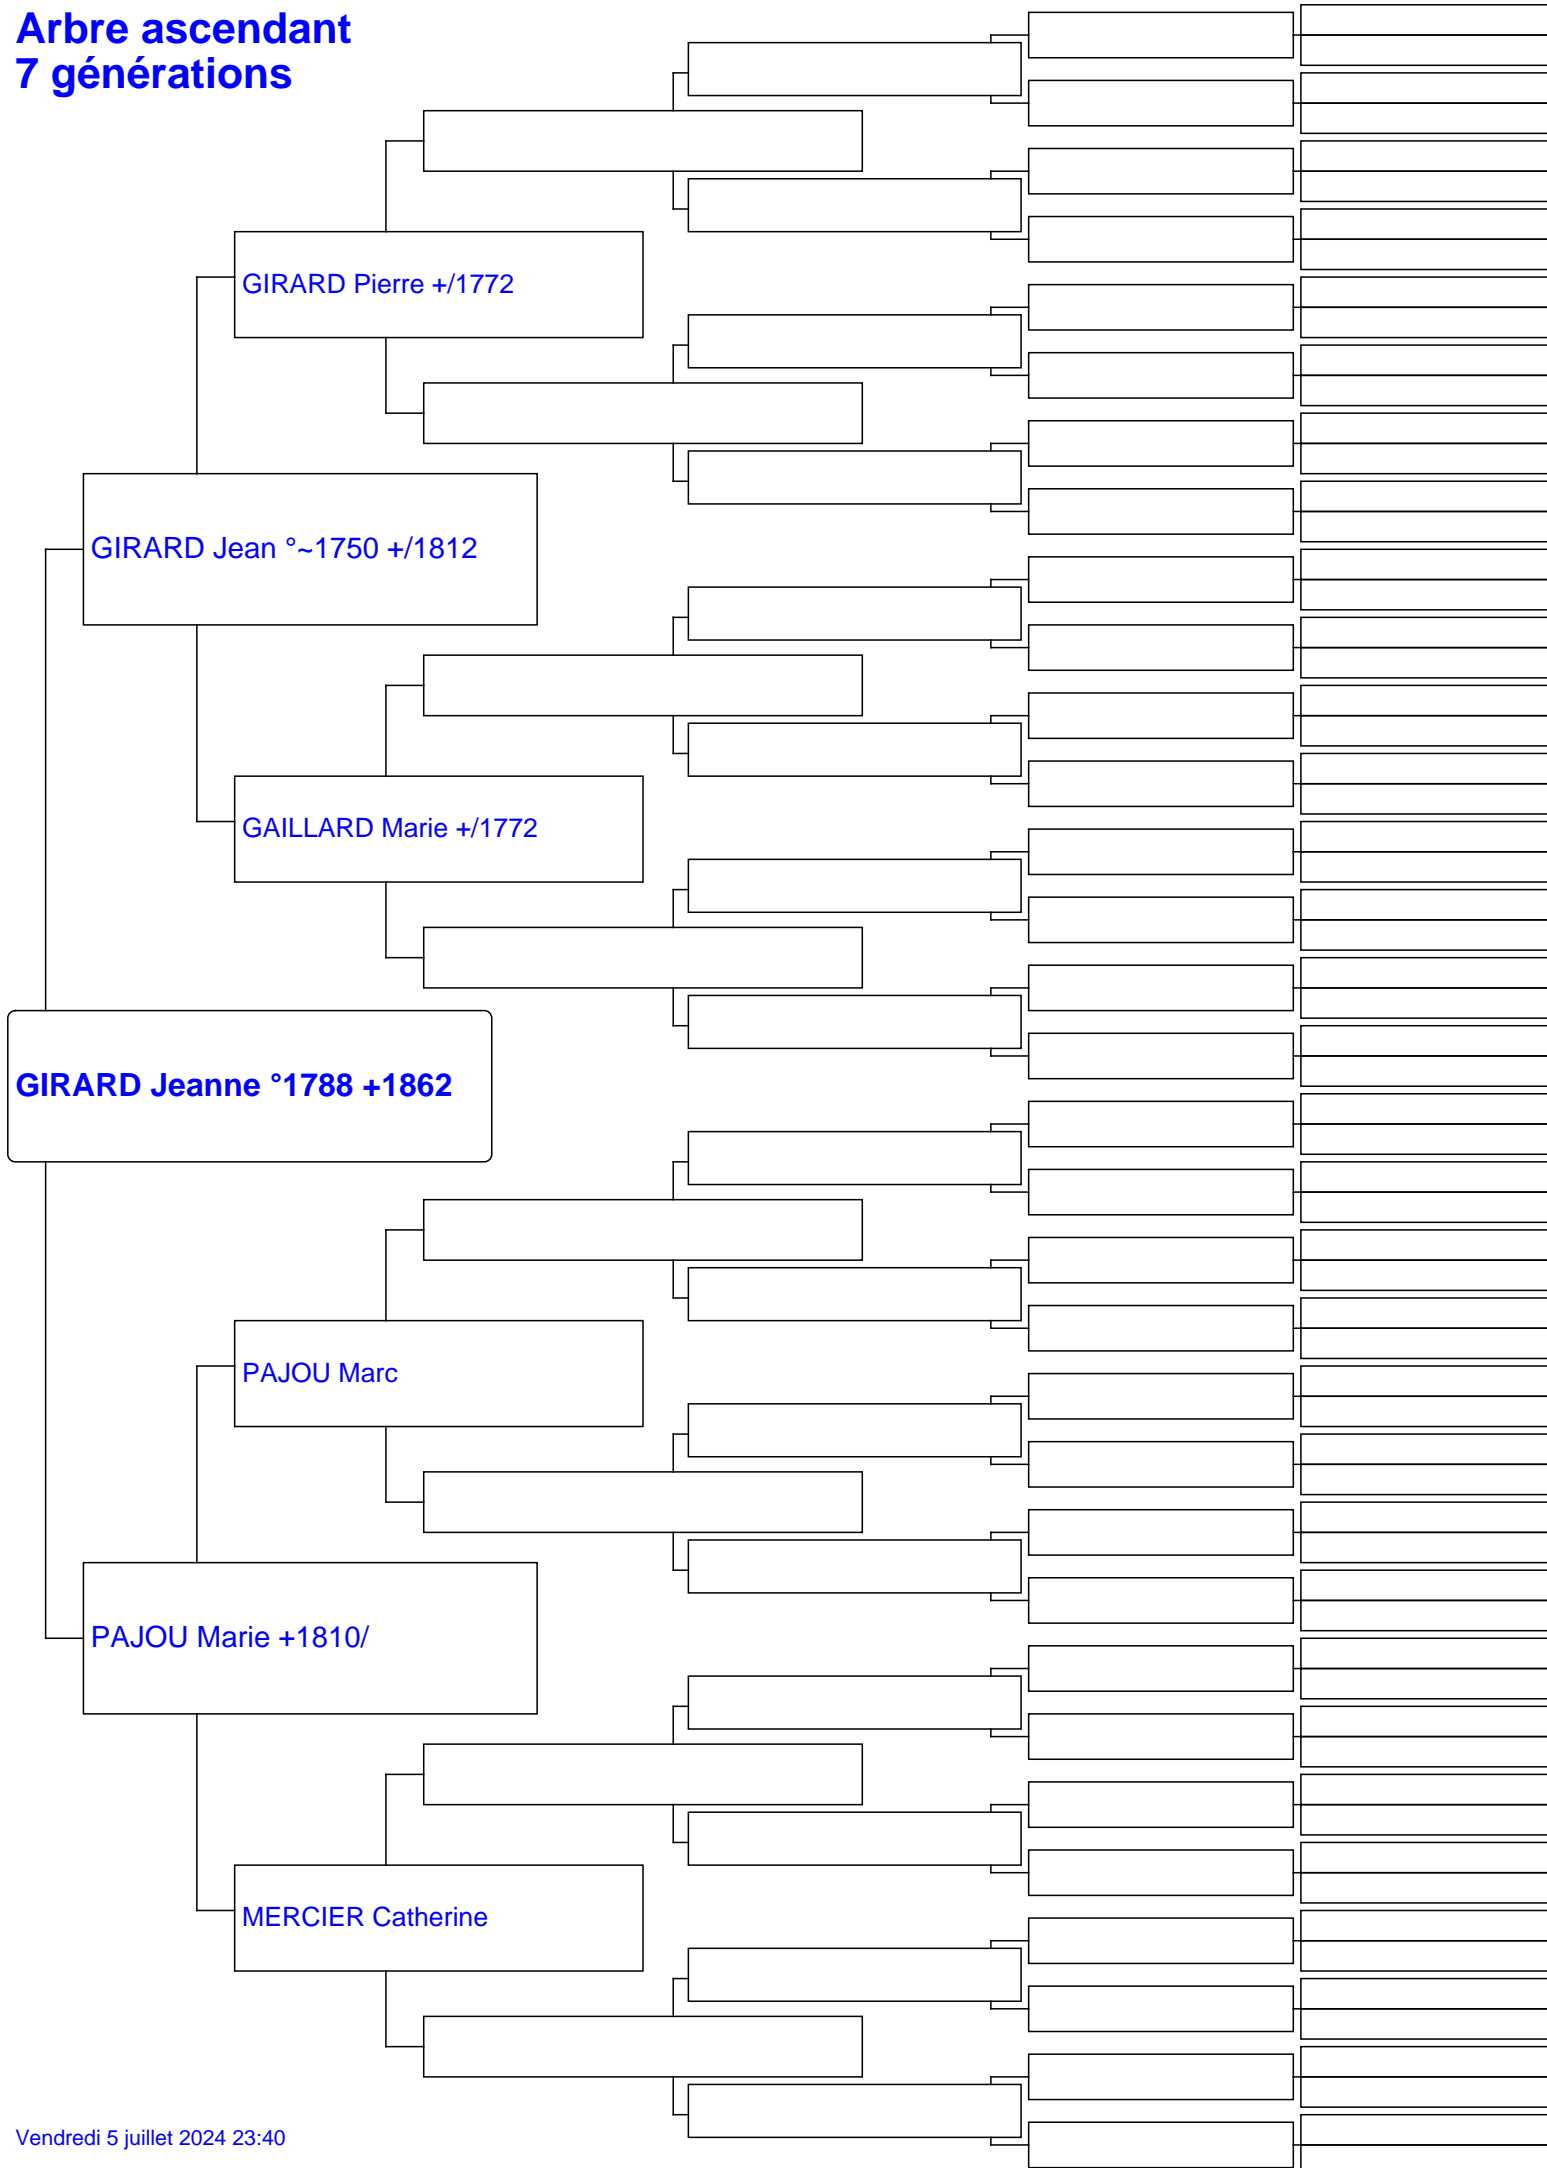 Arbre ascendant
7 générations
GIRARD Pierre +/1772
GIRARD Jean °~1750 +/1812
GAILLARD Marie +/1772
GIRARD Jeanne °1788 +1862
PAJOU Marc
PAJOU Marie +1810/
MERCIER Catherine
Vendredi 5 juillet 2024 23:40